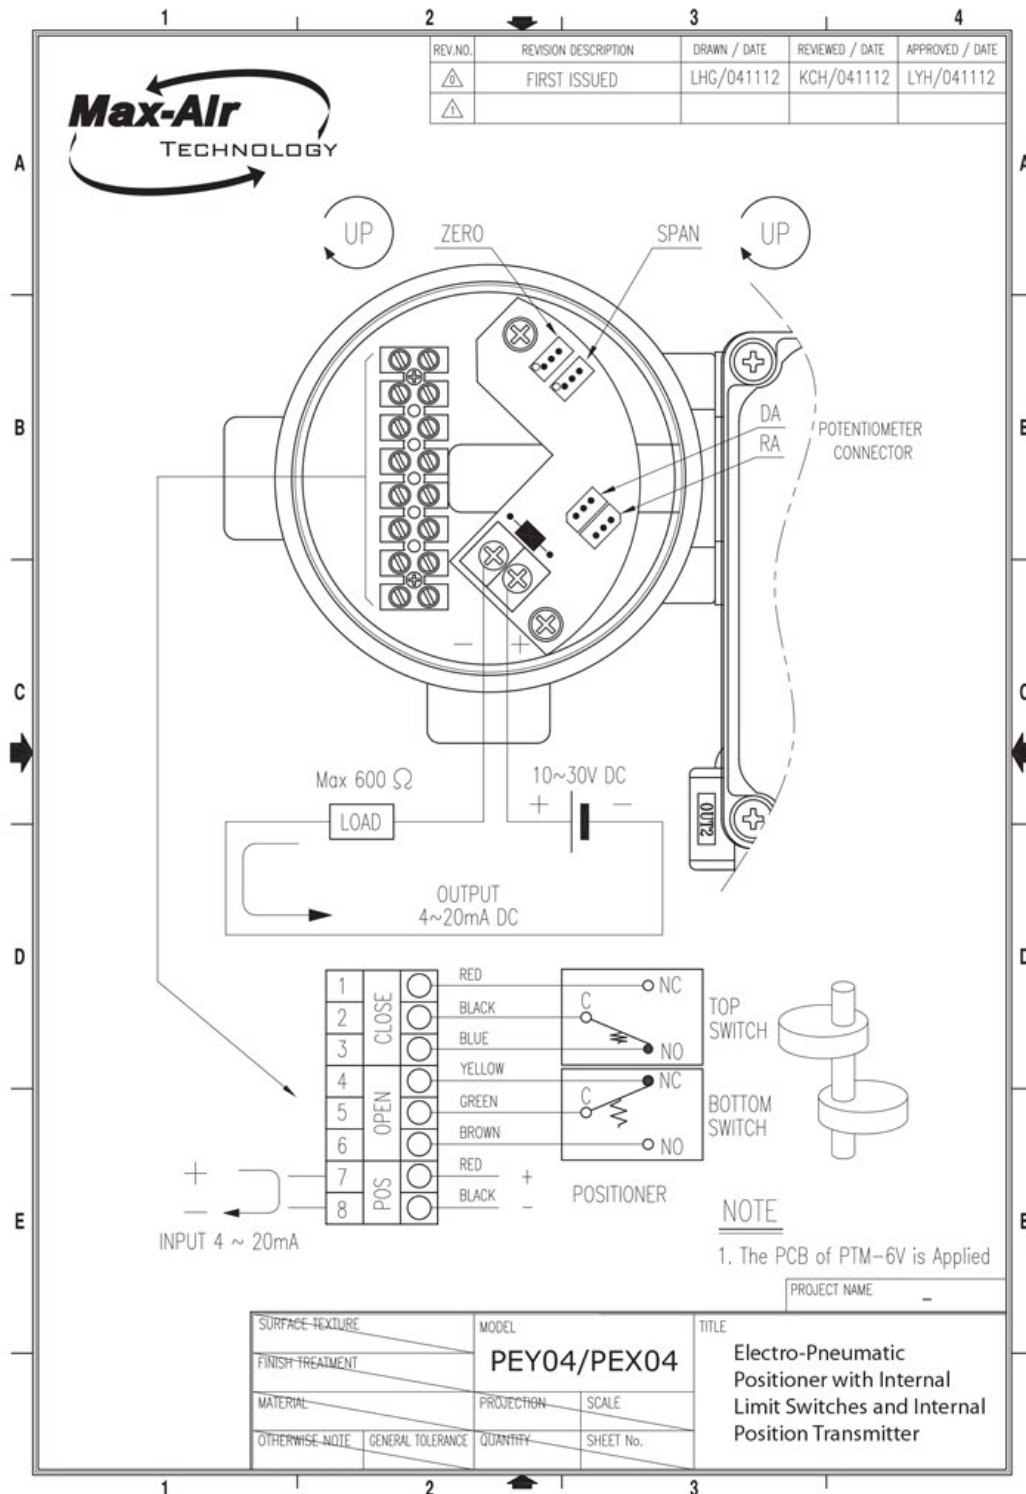 1 2 3 4
REV.NO. REVISION DESCRIPTION DRAWN / DATE REVIEWED / DATE APPROVED / DATE
0 FIRST ISSUED LHG/041112 KCH/041112 LYH/041112
1
Max-Air
TECHNOLOGY
A A
UP ZERO SPAN UP
B B
DA
RA
POTENTIOMETER
CONNECTOR
- +
C C
Max 600 Ω
10~30V DC
+ -
LOAD
OUT2
OUTPUT
4~20mA DC
D D
1 RED NC
2 CLOSE BLACK C
3 BLUE NO
TOP
SWITCH
4 YELLOW NC
5 OPEN GREEN C
6 BROWN NO
BOTTOM
SWITCH
+ 7 RED +
- 8 POS BLACK -
POSITIONER
INPUT 4 ~ 20mA
E E
NOTE
1. The PCB of PTM-6V is Applied
PROJECT NAME -
SURFACE TEXTURE
FINISH TREATMENT
MATERIAL
OTHERWISE NOTE GENERAL TOLERANCE
MODEL
PEY04/PEX04
PROJECTION SCALE
QUANTITY SHEET No.
TITLE
Electro-Pneumatic
Positioner with Internal
Limit Switches and Internal
Position Transmitter
1 2 3